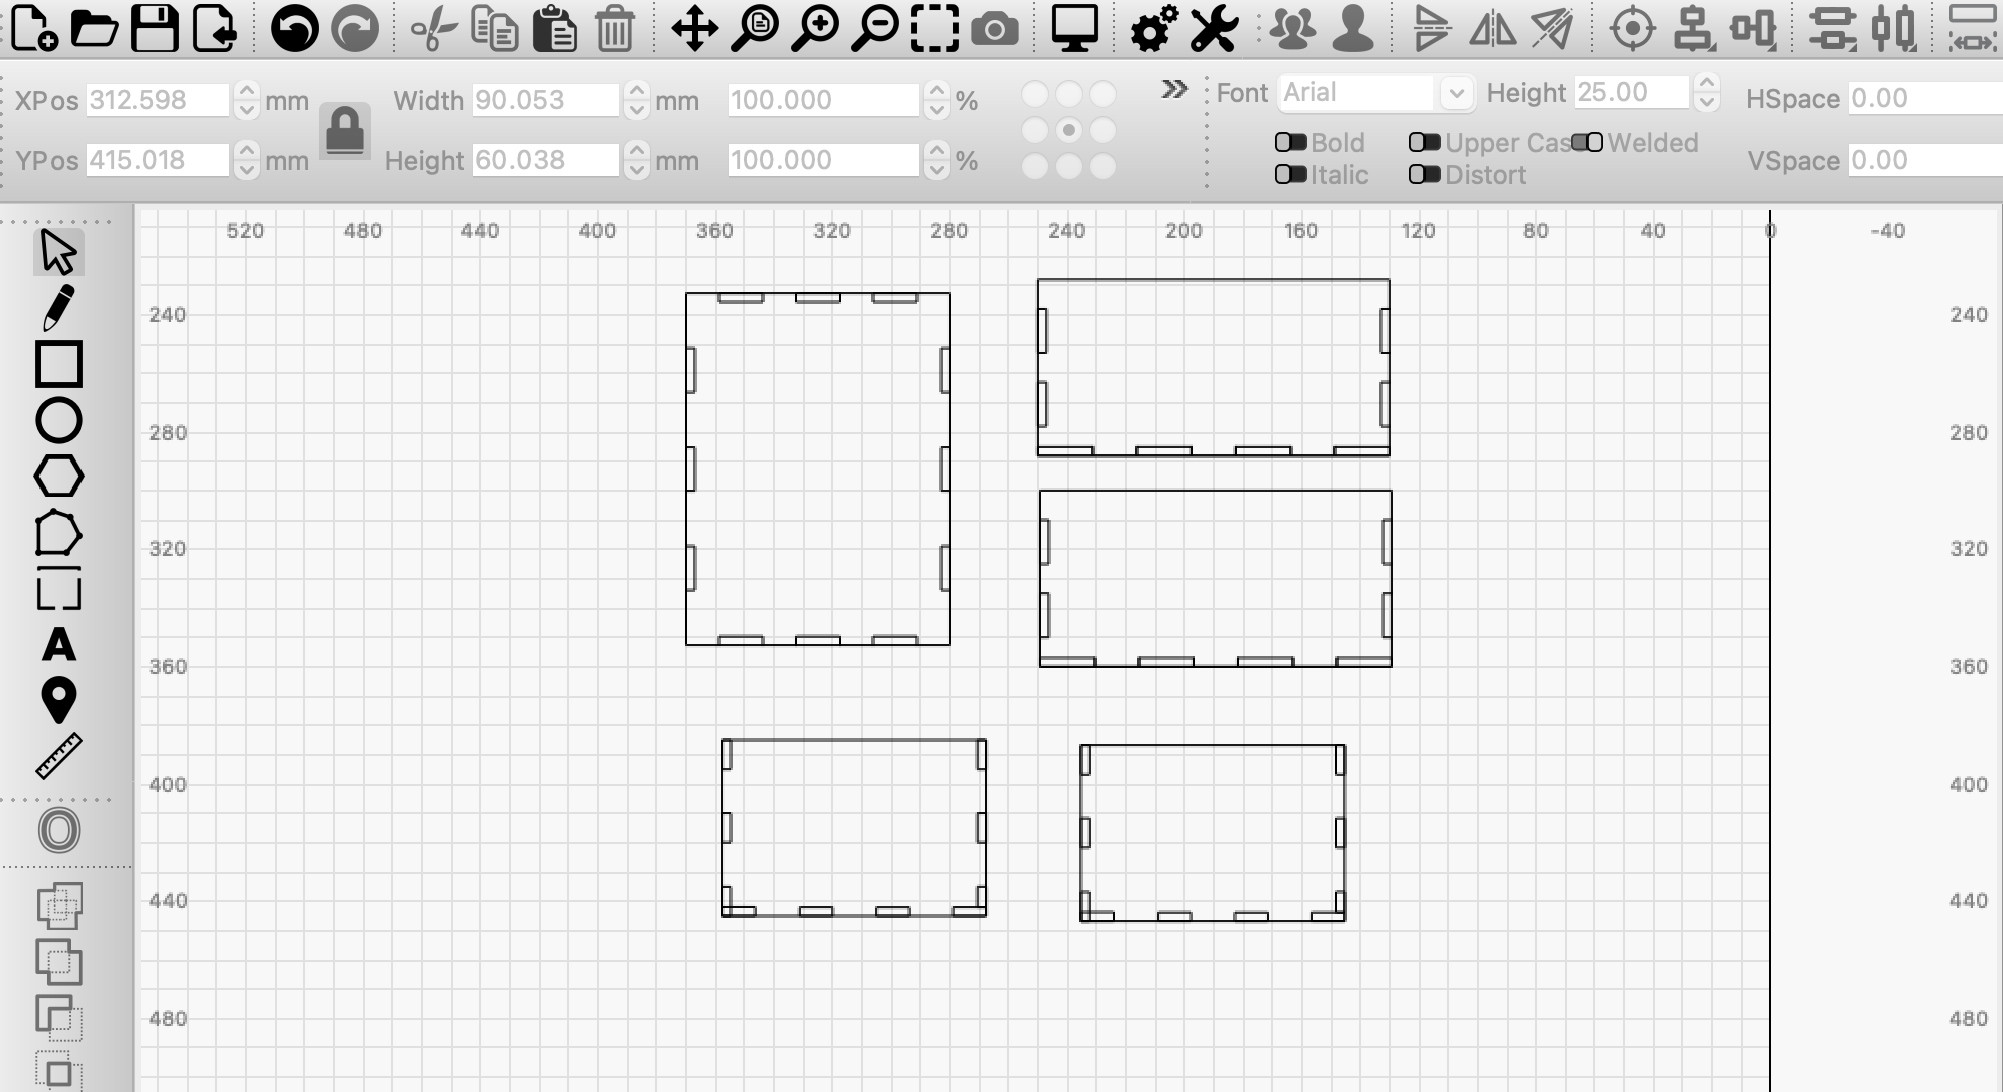 XPos 312.598 mm Width 90.053 mm 100.000 % Font Arial Height 25.00 HSpace 0.00
Bold Upper Cas Welded
YPos 415.018 mm Height 60.038 mm 100.000 % Italic Distort VSpace 0.00
520 480 440 400 360 320 280 240 200 160 120 80 40 0 -40
240 240
280 280
320 320
360 360
400 400
440 440
480 480